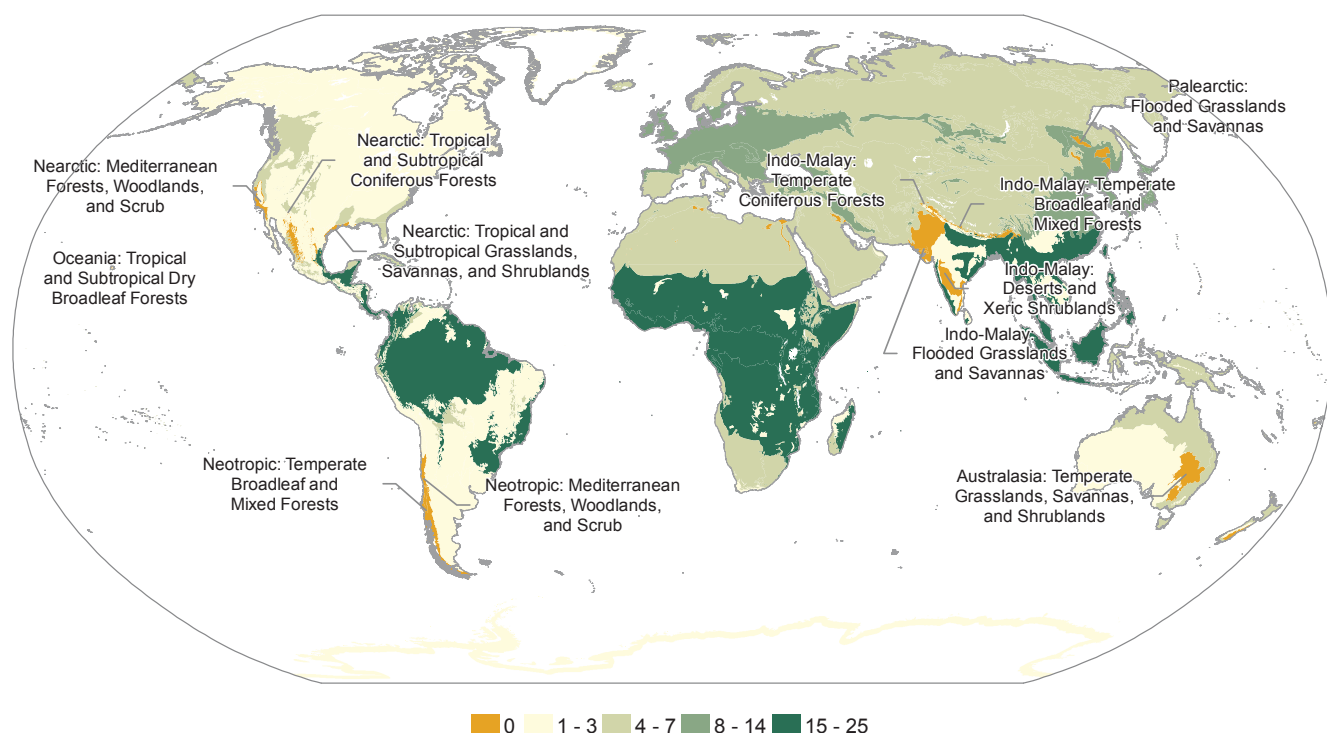 Palearctic:
Flooded Grasslands
and Savannas
Nearctic: Tropical
and Subtropical
Coniferous Forests
Nearctic: Mediterranean
Forests, Woodlands,
and Scrub
Indo-Malay:
Temperate
Coniferous Forests
Indo-Malay: Temperate
Broadleaf and
Mixed Forests
Nearctic: Tropical and
Subtropical Grasslands,
Savannas, and Shrublands
Oceania: Tropical
and Subtropical Dry
Broadleaf Forests
Indo-Malay:
Deserts and
Xeric Shrublands
Indo-Malay:
Flooded Grasslands
and Savannas
Neotropic: Temperate
Broadleaf and
Mixed Forests
Neotropic: Mediterranean
Forests, Woodlands,
and Scrub
Australasia: Temperate
Grasslands, Savannas,
and Shrublands
0 1 - 3 4 - 7 8 - 14 15 - 25